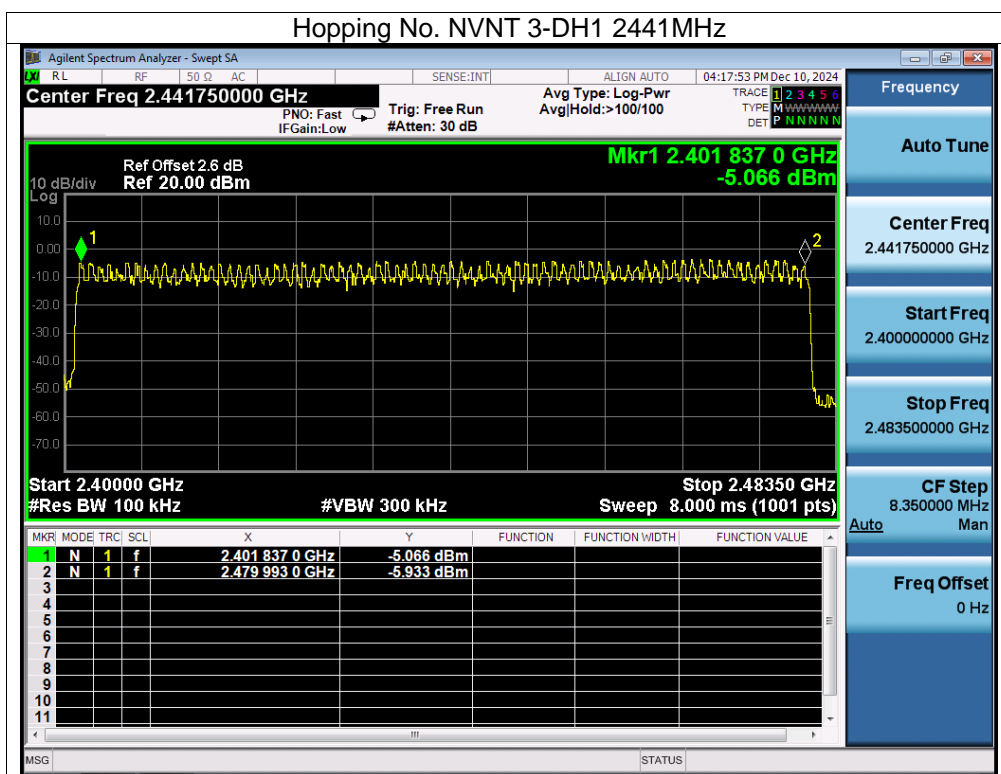 Hopping No. NVNT 3-DH1 2441MHz
Agilent Spectrum Analyzer - Swept SA
LXI RL RF 50 Ω AC SENSE:INT ALIGN AUTO 04:17:53 PM Dec 10, 2024
Center Freq 2.441750000 GHz
PNO: Fast
IFGain:Low
Trig: Free Run
#Atten: 30 dB
Avg Type: Log-Pwr
Avg|Hold:>100/100
TRACE 1 2 3 4 5 6
TYPE M WWWWW
DET P N N N N N
Ref Offset 2.6 dB
10 dB/div Ref 20.00 dBm
Log
Mkr1 2.401 837 0 GHz
-5.066 dBm
10.0
0.00
-10.0
-20.0
-30.0
-40.0
-50.0
-60.0
-70.0
1
2
Start 2.40000 GHz Stop 2.48350 GHz
#Res BW 100 kHz #VBW 300 kHz Sweep 8.000 ms (1001 pts)
MKR MODE TRC SCL X Y FUNCTION FUNCTION WIDTH FUNCTION VALUE
1 N 1 f 2.401 837 0 GHz -5.066 dBm
2 N 1 f 2.479 993 0 GHz -5.933 dBm
3
4
5
6
7
8
9
10
11
MSG STATUS
Frequency
Auto Tune
Center Freq
2.441750000 GHz
Start Freq
2.400000000 GHz
Stop Freq
2.483500000 GHz
CF Step
8.350000 MHz
Auto Man
Freq Offset
0 Hz